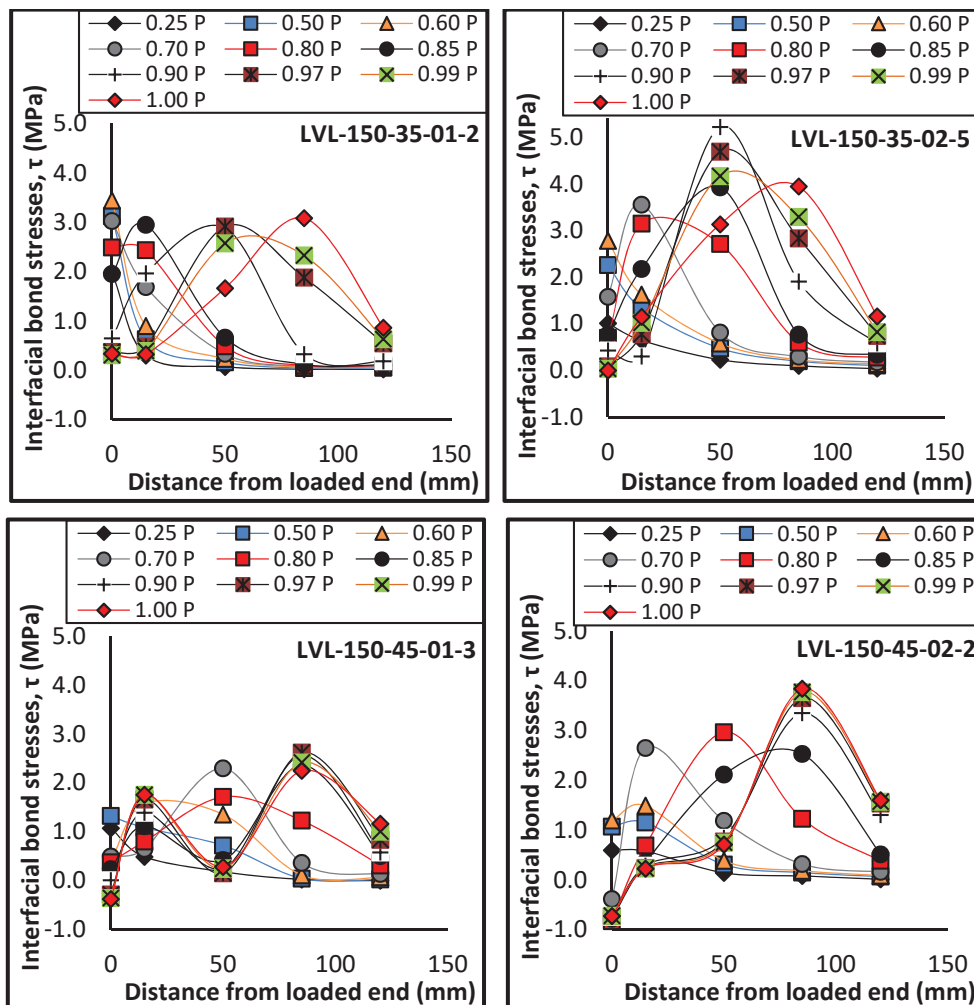 0.25 P 0.50 P 0.60 P
0.70 P 0.80 P 0.85 P
0.90 P 0.97 P 0.99 P
1.00 P
LVL-150-35-01-2
Interfacial bond stresses, τ (MPa)
5.0
4.0
3.0
2.0
1.0
0.0
-1.0
0 50 100 150
Distance from loaded end (mm)
0.25 P 0.50 P 0.60 P
0.70 P 0.80 P 0.85 P
0.90 P 0.97 P 0.99 P
1.00 P
LVL-150-35-02-5
Interfacial bond stresses, τ (MPa)
5.0
4.0
3.0
2.0
1.0
0.0
-1.0
0 50 100 150
Distance from loaded end (mm)
0.25 P 0.50 P 0.60 P
0.70 P 0.80 P 0.85 P
0.90 P 0.97 P 0.99 P
1.00 P
LVL-150-45-01-3
Interfacial bond stresses, τ (MPa)
5.0
4.0
3.0
2.0
1.0
0.0
-1.0
0 50 100 150
Distance from loaded end (mm)
0.25 P 0.50 P 0.60 P
0.70 P 0.80 P 0.85 P
0.90 P 0.97 P 0.99 P
1.00 P
LVL-150-45-02-2
Interfacial bond stresses, τ (MPa)
5.0
4.0
3.0
2.0
1.0
0.0
-1.0
0 50 100 150
Distance from loaded end (mm)